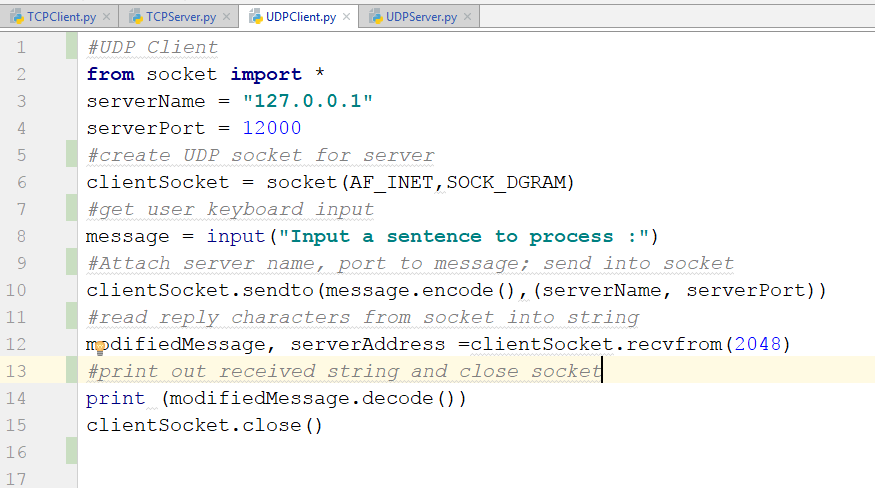 TCPClient.py × TCPServer.py × UDPClient.py × UDPServer.py ×
1 #UDP Client
2 from socket import *
3 serverName = "127.0.0.1"
4 serverPort = 12000
5 #create UDP socket for server
6 clientSocket = socket(AF_INET,SOCK_DGRAM)
7 #get user keyboard input
8 message = input("Input a sentence to process :")
9 #Attach server name, port to message; send into socket
10 clientSocket.sendto(message.encode(),(serverName, serverPort))
11 #read reply characters from socket into string
12 modifiedMessage, serverAddress =clientSocket.recvfrom(2048)
13 #print out received string and close socket
14 print (modifiedMessage.decode())
15 clientSocket.close()
16
17